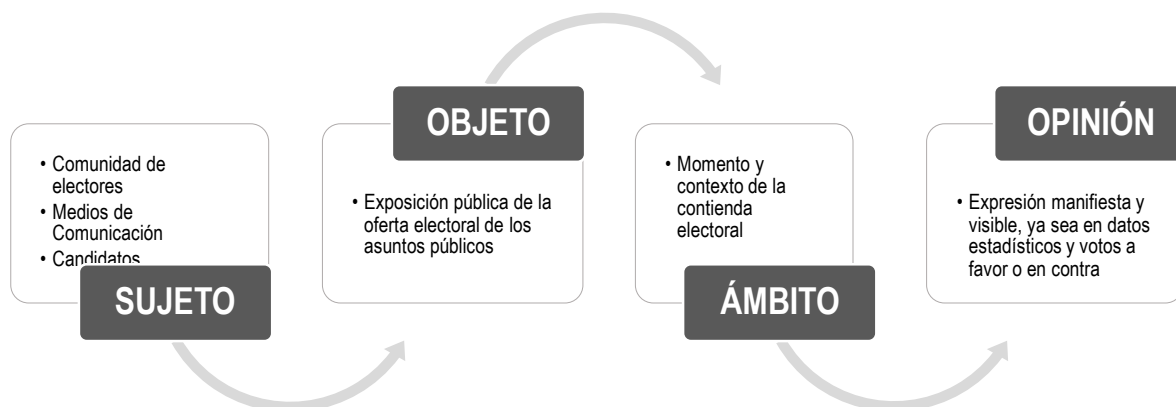 • Comunidad de
electores
• Medios de
Comunicación
• Candidatos
SUJETO
OBJETO
• Exposición pública de la
oferta electoral de los
asuntos públicos
• Momento y
contexto de la
contienda
electoral
ÁMBITO
OPINIÓN
• Expresión manifiesta y
visible, ya sea en datos
estadísticos y votos a
favor o en contra